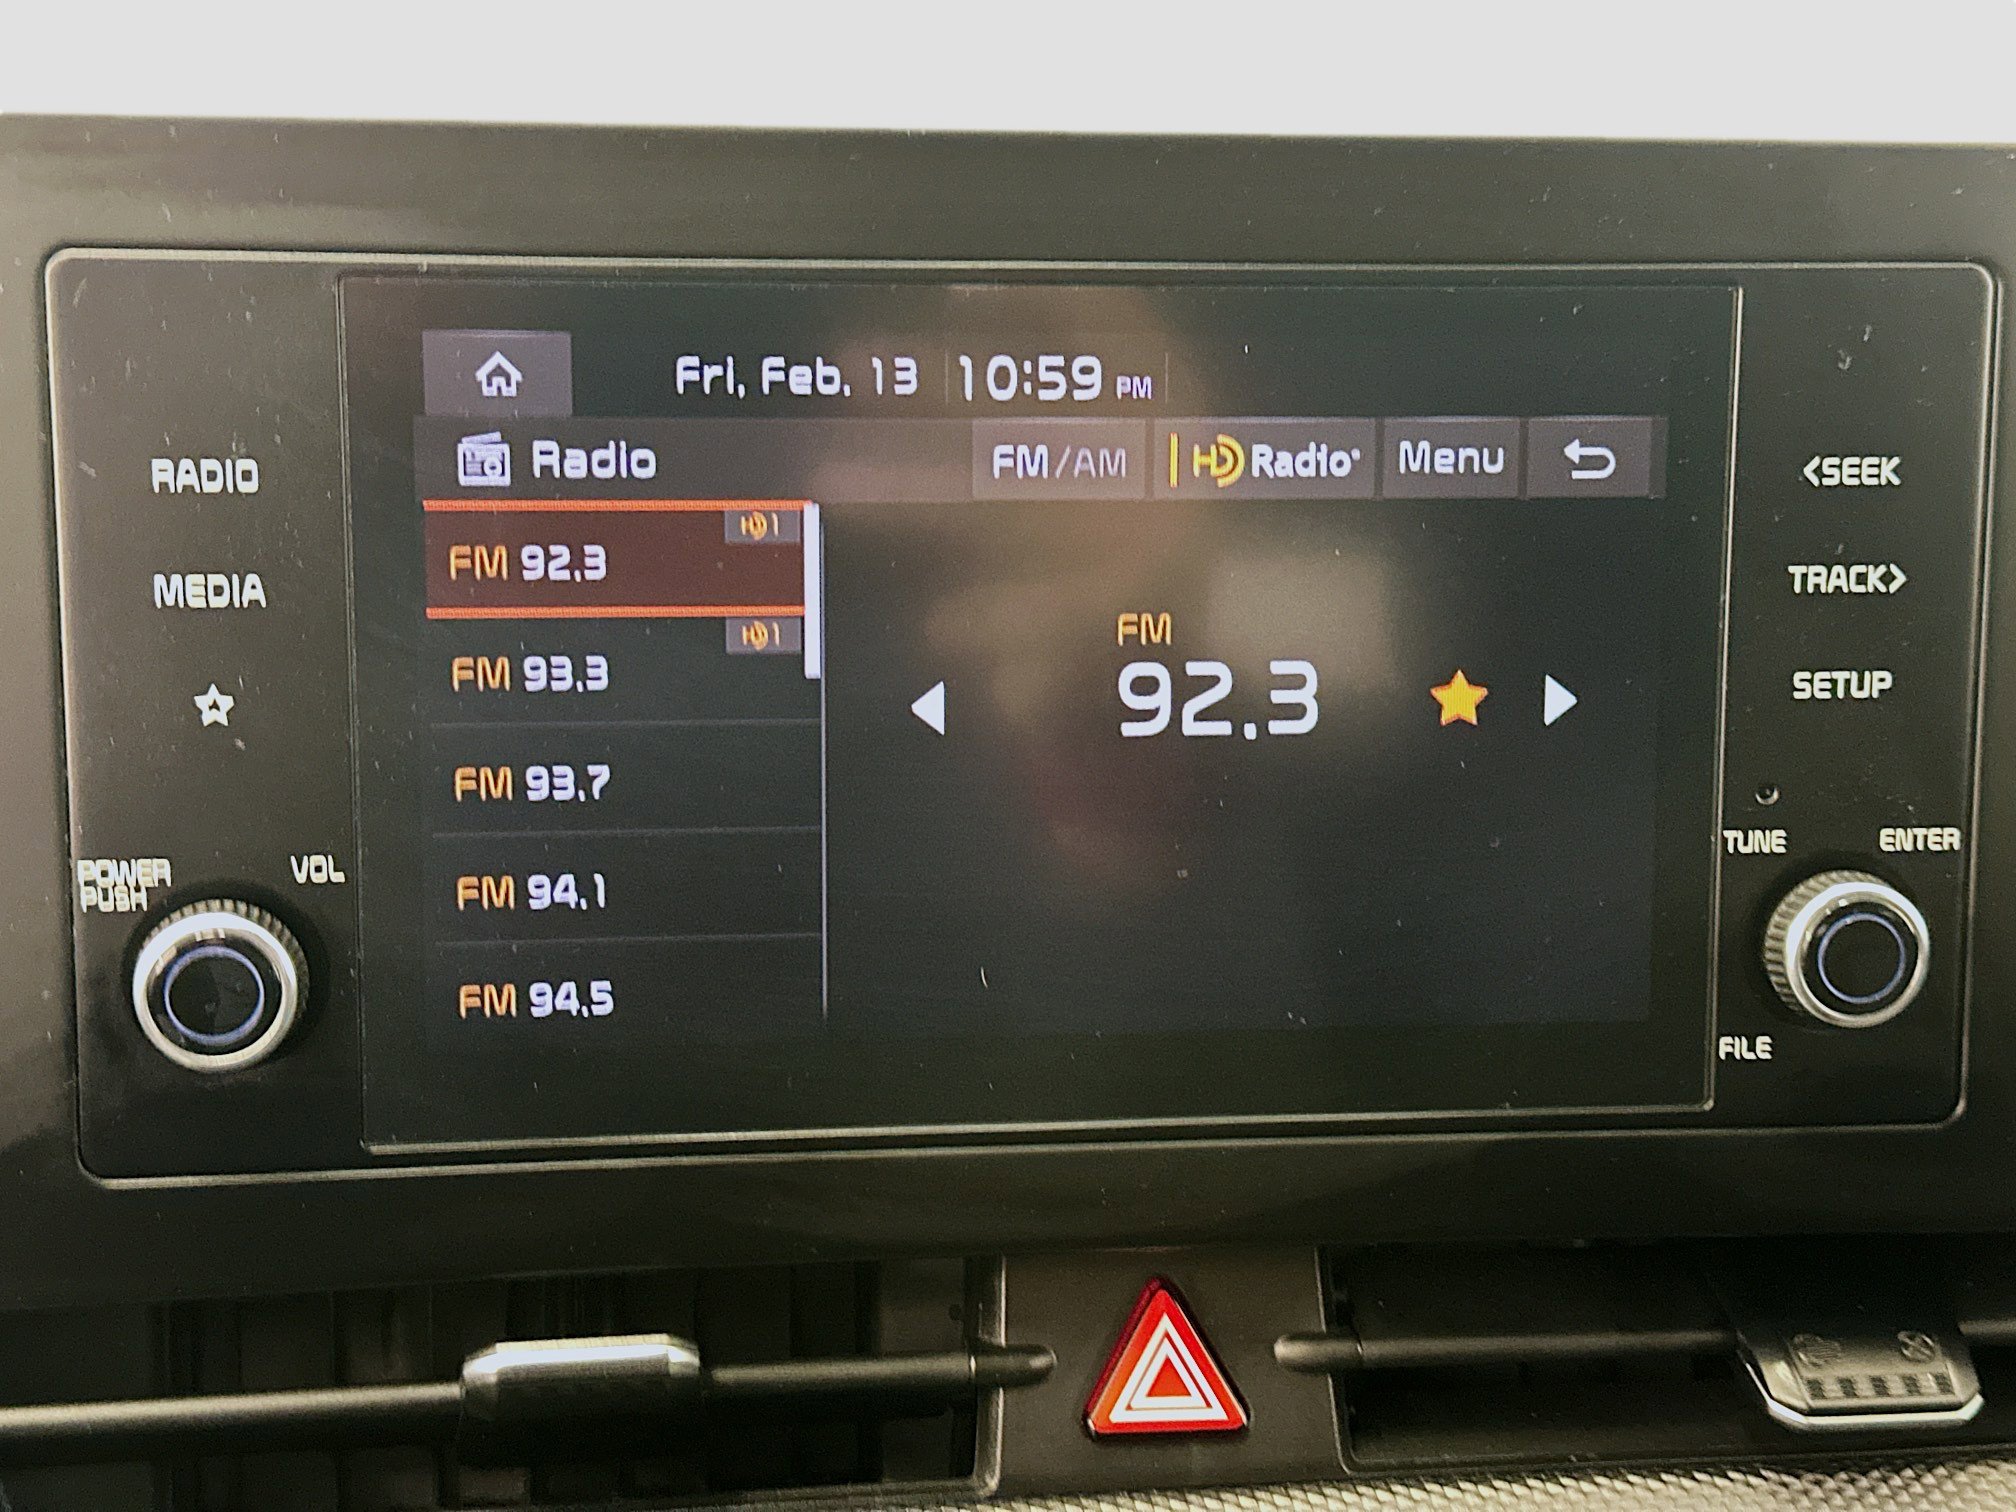 Fri, Feb. 13 10:59 PM
Radio FM/AM HD Radio Menu
RADIO
MEDIA
HD1
FM 92.3
HD1
FM 93.3
FM 93.7
FM 94.1
FM 94.5
FM
92.3
<SEEK
TRACK>
SETUP
POWER
PUSH
VOL
TUNE
ENTER
FILE